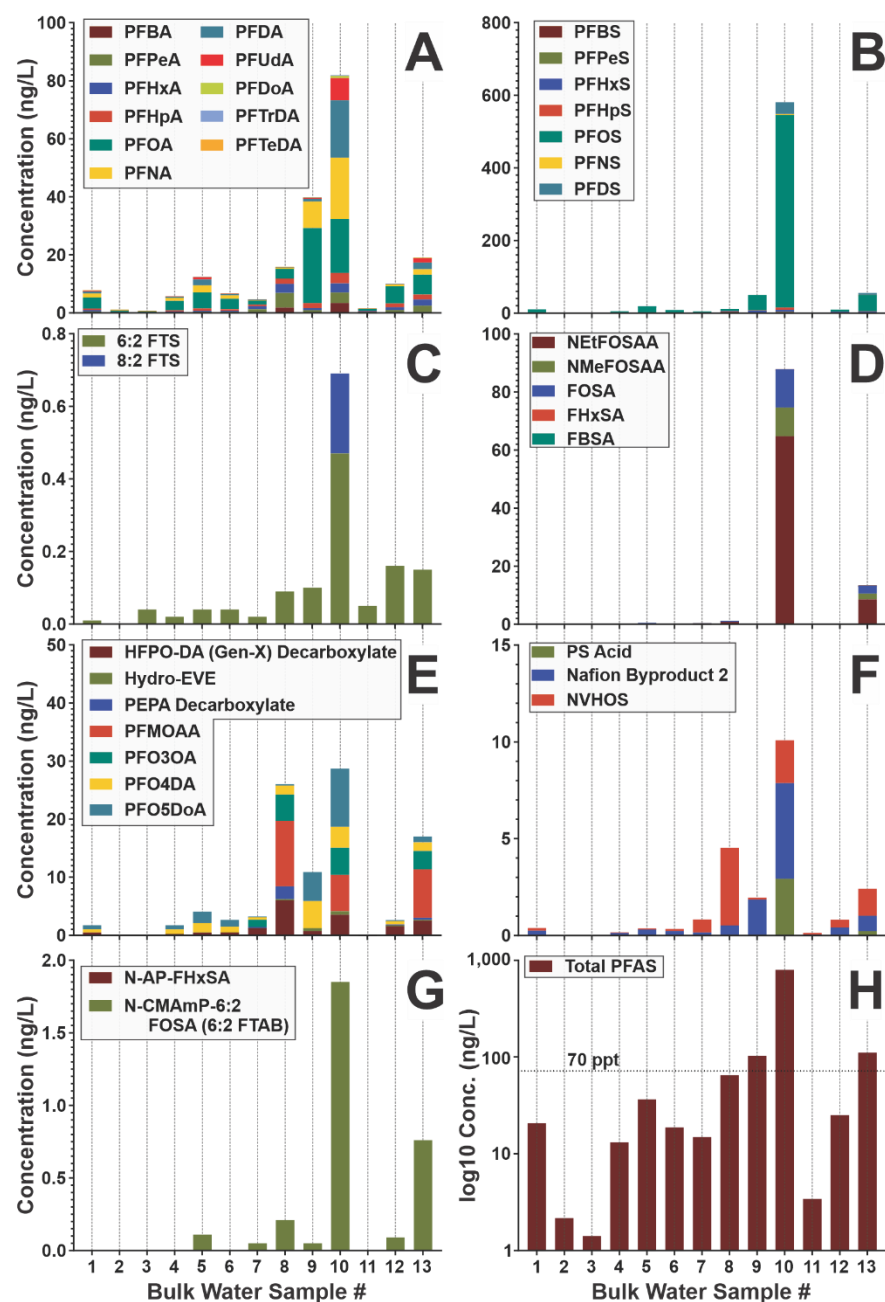 A
PFBA
PFPeA
PFHxA
PFHpA
PFOA
PFNA
PFDA
PFUdA
PFDoA
PFTrDA
PFTeDA
Concentration (ng/L)
100
80
60
40
20
0
B
PFBS
PFPeS
PFHxS
PFHpS
PFOS
PFNS
PFDS
800
600
400
200
0
C
6:2 FTS
8:2 FTS
Concentration (ng/L)
0.8
0.6
0.4
0.2
0.0
D
NEtFOSAA
NMeFOSAA
FOSA
FHxSA
FBSA
100
80
60
40
20
0
E
HFPO-DA (Gen-X) Decarboxylate
Hydro-EVE
PEPA Decarboxylate
PFMOAA
PFO3OA
PFO4DA
PFO5DoA
Concentration (ng/L)
50
40
30
20
10
0
F
PS Acid
Nafion Byproduct 2
NVHOS
15
10
5
0
G
N-AP-FHxSA
N-CMAmP-6:2
FOSA (6:2 FTAB)
Concentration (ng/L)
2.0
1.5
1.0
0.5
0.0
1 2 3 4 5 6 7 8 9 10 11 12 13
Bulk Water Sample #
H
Total PFAS
70 ppt
log10 Conc. (ng/L)
1,000
100
10
1
1 2 3 4 5 6 7 8 9 10 11 12 13
Bulk Water Sample #